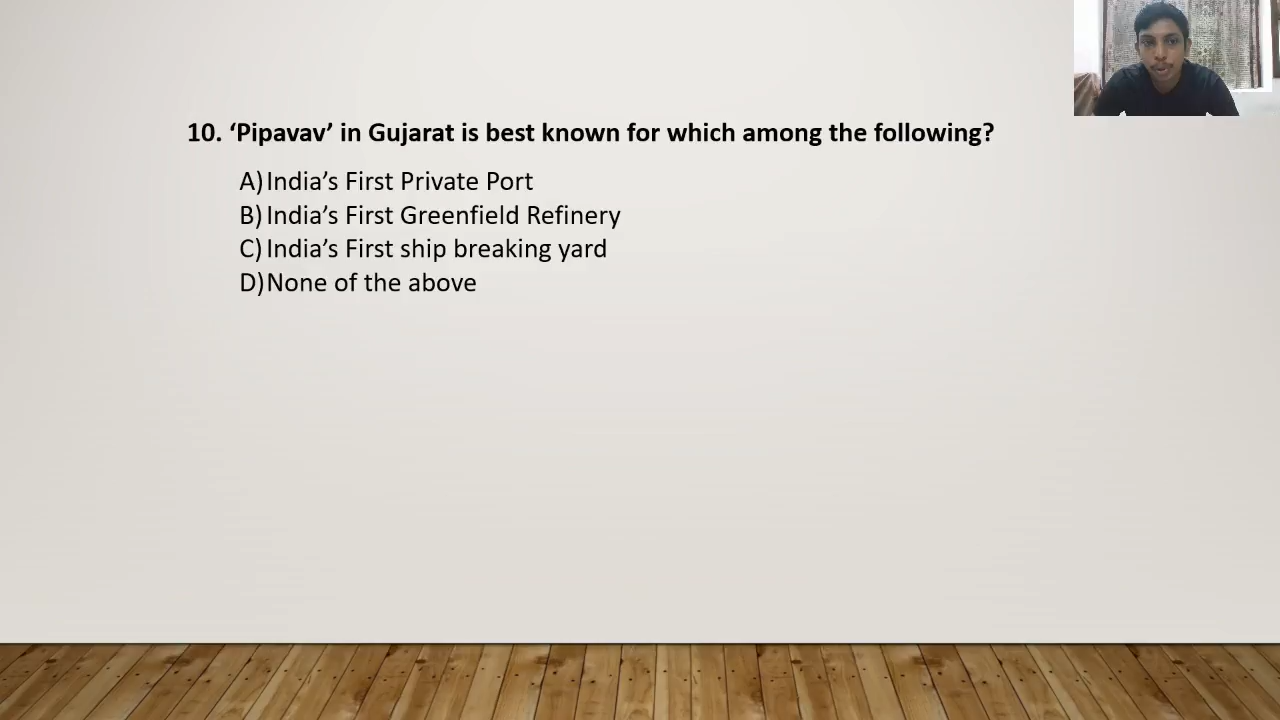 10. ‘Pipavav’ in Gujarat is best known for which among the following?
A) India’s First Private Port
B) India’s First Greenfield Refinery
C) India’s First ship breaking yard
D) None of the above